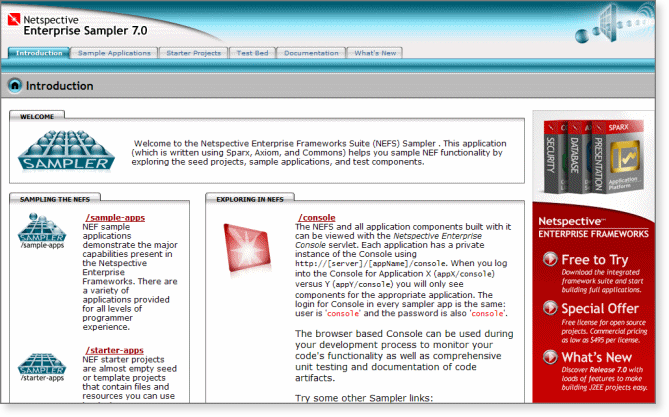 Netspective
Enterprise Sampler 7.0
Introduction
Sample Applications
Starter Projects
Test Bed
Documentation
What's New
Introduction
WELCOME
SAMPLER
Welcome to the Netspective Enterprise Frameworks Suite (NEFS) Sampler . This application
(which is written using Sparx, Axiom, and Commons) helps you sample NEF functionality by
exploring the seed projects, sample applications, and test components.
SAMPLING THE NEFS
SAMPLER
/sample-apps
/sample-apps
NEF sample
applications
demonstrate the major
capabilities present in
the Netspective
Enterprise
Frameworks. There are
a variety of
applications provided
for all levels of
programmer
experience.
SAMPLER
/starter-apps
/starter-apps
NEF starter projects
are almost empty seed
or template projects
that contain files and
resources you can use
EXPLORING IN NEFS
/console
The NEFS and all application components built with it
can be viewed with the Netspective Enterprise
Console servlet. Each application has a private
instance of the Console using
http://[server]/[appName]/console. When you log
into the Console for Application X (appX/console)
versus Y (appY/console) you will only see
components for the appropriate application. The
login for Console in every sampler app is the same:
user is 'console' and the password is also 'console'.
The browser based Console can be used during
your development process to monitor your
code's functionality as well as comprehensive
unit testing and documentation of code
artifacts.
Try some other Sampler links:
SECURITY
DATABASE
PRESENTATION
SPARX
Application
Platform
Netspective
ENTERPRISE FRAMEWORKS
Free to Try
Download the integrated
framework suite and start
building full applications.
Special Offer
Free license for open source
projects. Commercial pricing
as low as $495 per license.
What's New
Discover Release 7.0 with
loads of features to make
building J2EE projects easy.